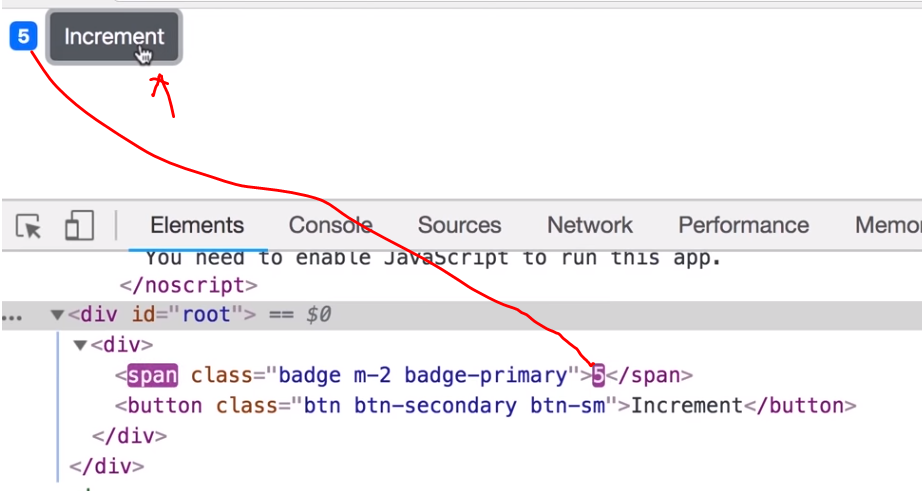 5 Increment
Elements Console Sources Network Performance Memor
You need to enable JavaScript to run this app.
</noscript>
... ▼<div id="root"> == $0
▼<div>
<span class="badge m-2 badge-primary">5</span>
<button class="btn btn-secondary btn-sm">Increment</button>
</div>
</div>